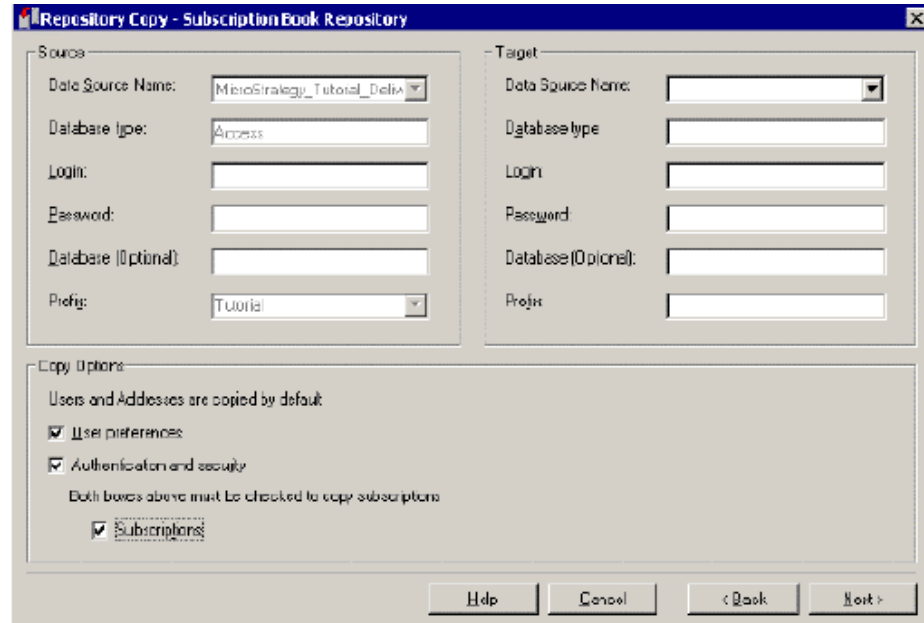 Repository Copy - Subscription Book Repository
Source
Data Source Name:
MicroStrategy_Tutorial_Deliv
Database type:
Access
Login:
Password:
Database (Optional):
Prefix:
Tutorial
Target
Data Source Name:
Database type
Login
Password:
Database (Optional):
Prefix
Copy Options
Users and Addresses are copied by default
User preferences
Authentication and security
Both boxes above must be checked to copy subscriptions
Subscriptions
Help
Cancel
< Back
Next >